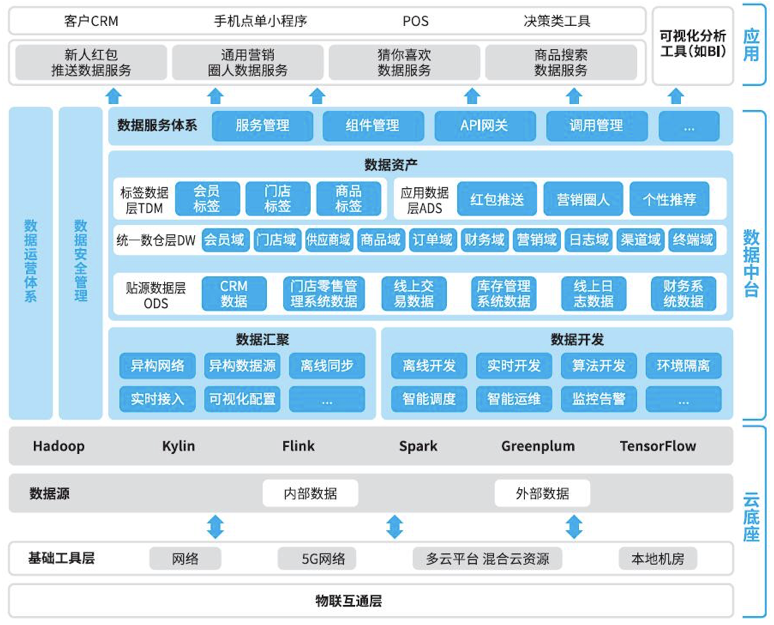 客户CRM 手机点单小程序 POS 决策类工具
可视化分析
工具(如BI)
应用
新人红包
推送数据服务
通用营销
圈人数据服务
猜你喜欢
数据服务
商品搜索
数据服务
数据运营体系
数据安全管理
数据中台
数据服务体系 服务管理 组件管理 API网关 调用管理 ...
数据资产
标签数据
层TDM
会员
标签
门店
标签
商品
标签
应用数据
层ADS
红包推送 营销圈人 个性推荐
统一数仓层DW 会员域 门店域 供应商域 商品域 订单域 财务域 营销域 日志域 渠道域 终端域
贴源数据层
ODS
CRM
数据
门店零售管
理系统数据
线上交
易数据
库存管理
系统数据
线上日
志数据
财务系
统数据
数据汇聚
异构网络 异构数据源 离线同步
实时接入 可视化配置 ...
数据开发
离线开发 实时开发 算法开发 环境隔离
智能调度 智能运维 监控告警 ...
Hadoop Kylin Flink Spark Greenplum TensorFlow
数据源 内部数据 外部数据
云底座
基础工具层 网络 5G网络 多云平台 混合云资源 本地机房
物联互通层